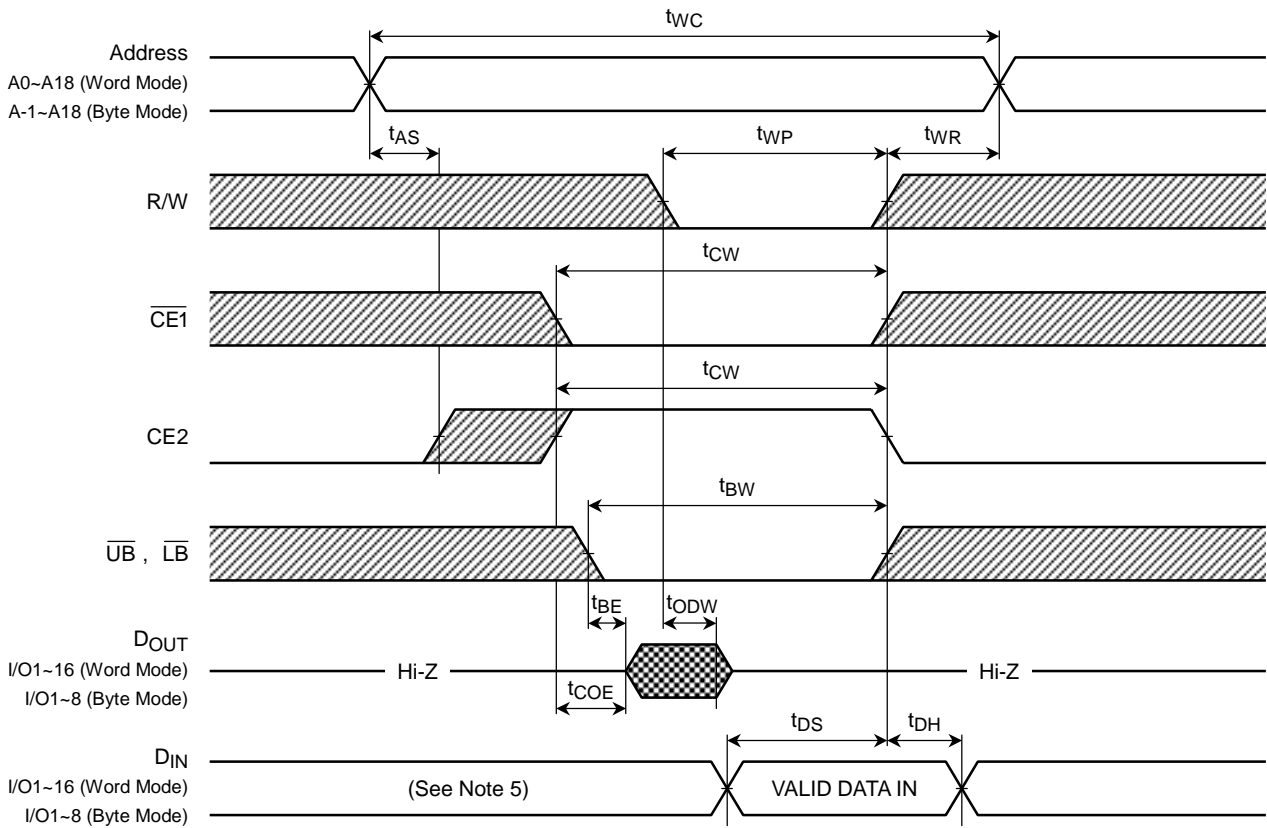 tWC
Address
A0~A18 (Word Mode)
A-1~A18 (Byte Mode)
tAS
tWP
tWR
R/W
tCW
CE1
tCW
CE2
tBW
UB , LB
tBE
tODW
DOUT
I/O1~16 (Word Mode)
Hi-Z
Hi-Z
I/O1~8 (Byte Mode)
tCOE
tDS
tDH
DIN
I/O1~16 (Word Mode)
(See Note 5)
VALID DATA IN
I/O1~8 (Byte Mode)